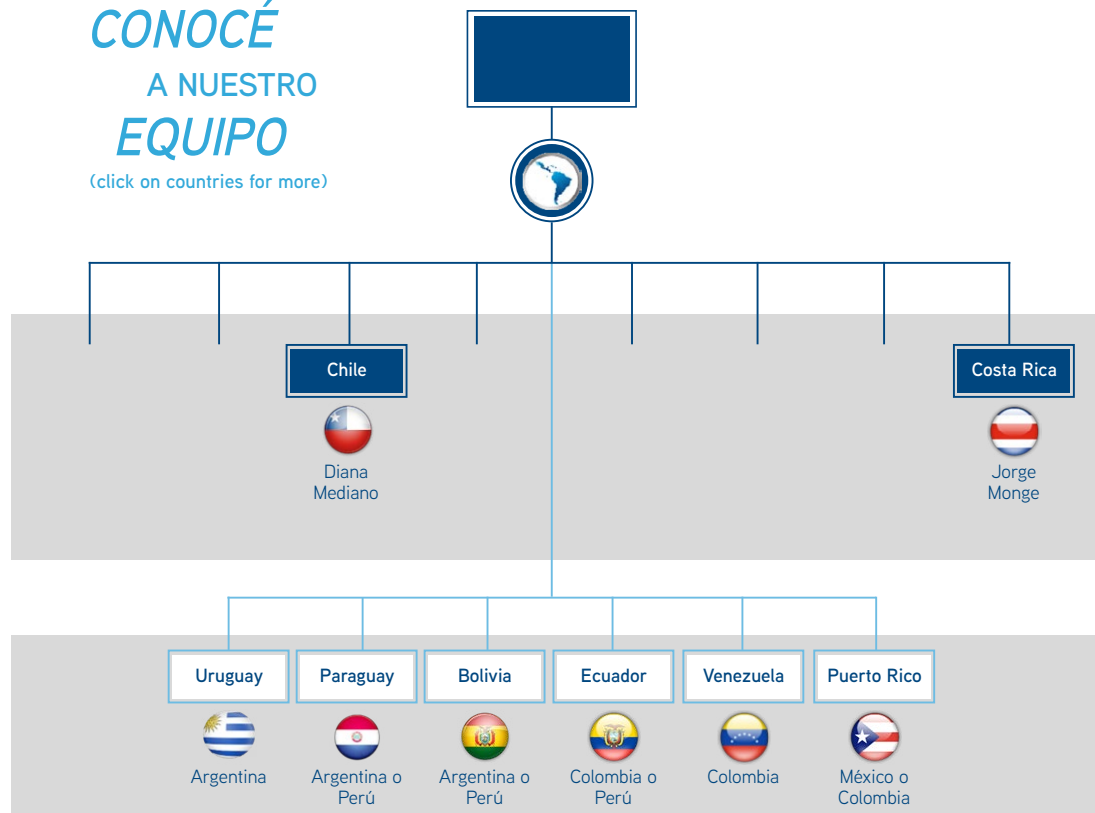 CONOCÉ
A NUESTRO
EQUIPO
(click on countries for more)
Chile
Costa Rica
Diana
Mediano
Jorge
Monge
Uruguay
Paraguay
Bolivia
Ecuador
Venezuela
Puerto Rico
Argentina
Argentina o
Perú
Argentina o
Perú
Colombia o
Perú
Colombia
México o
Colombia